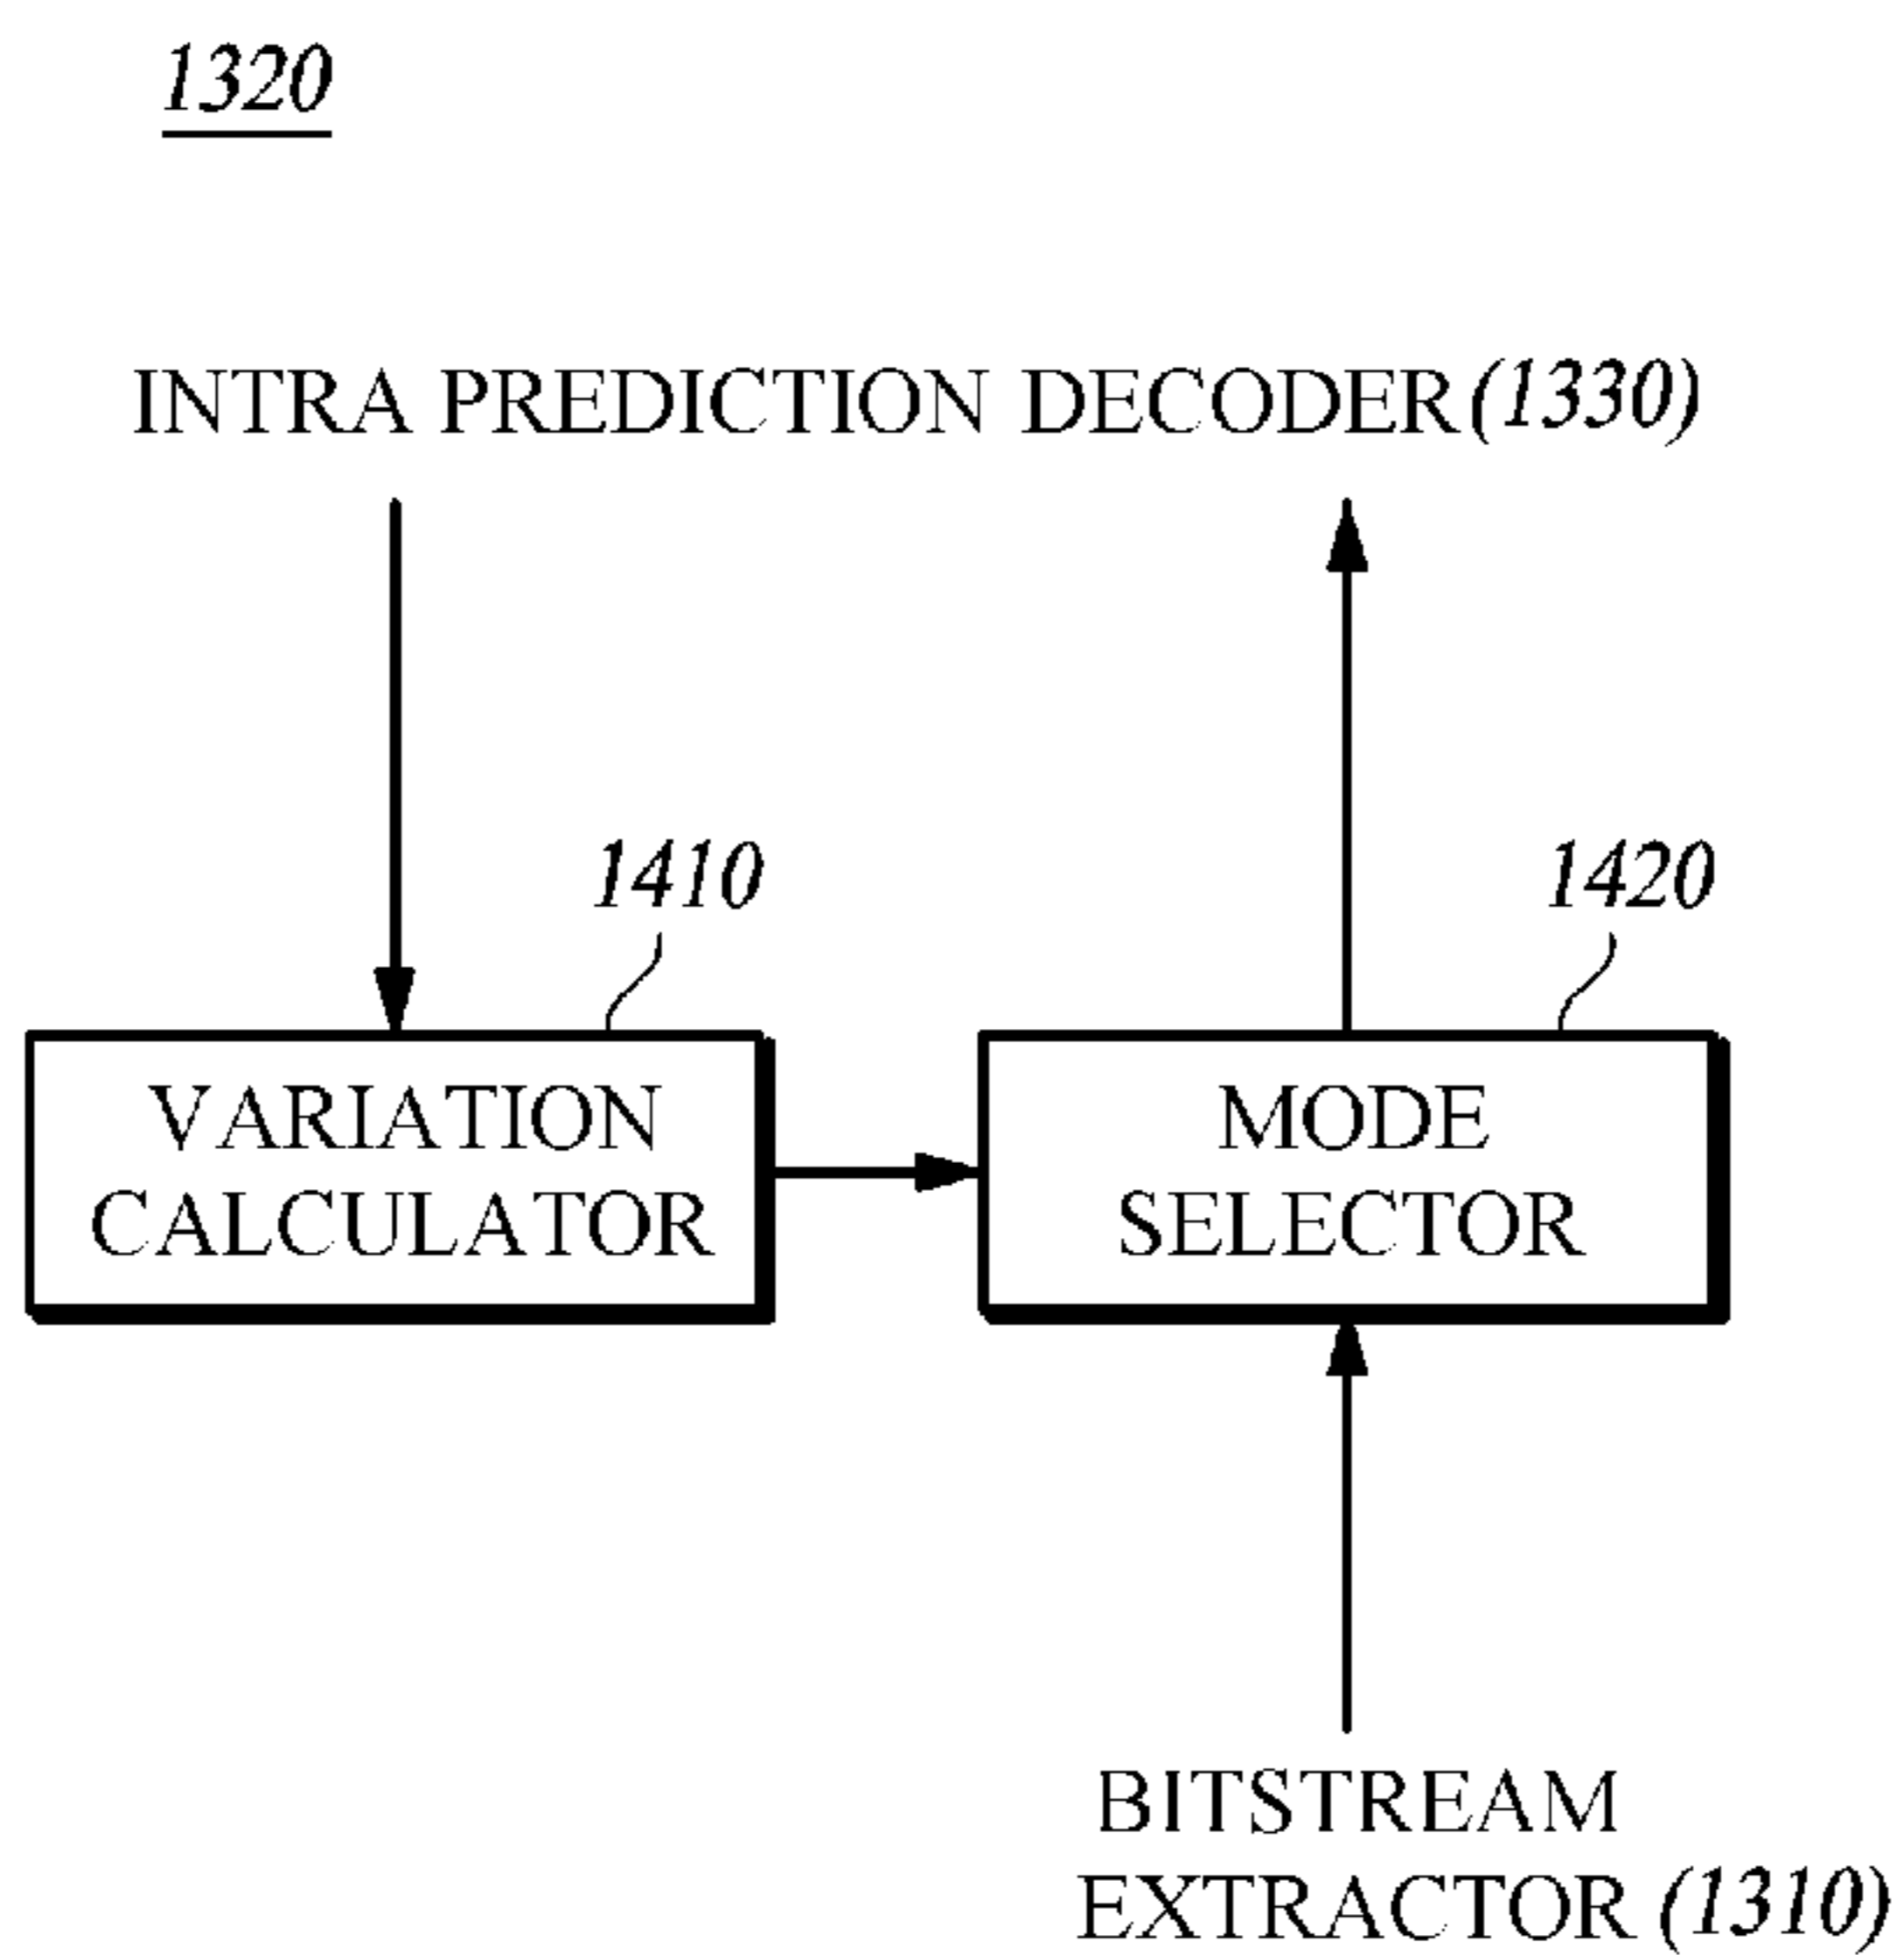 1320
INTRA PREDICTION DECODER (1330)
1410
1420
VARIATION
CALCULATOR
MODE
SELECTOR
BITSTREAM
EXTRACTOR (1310)